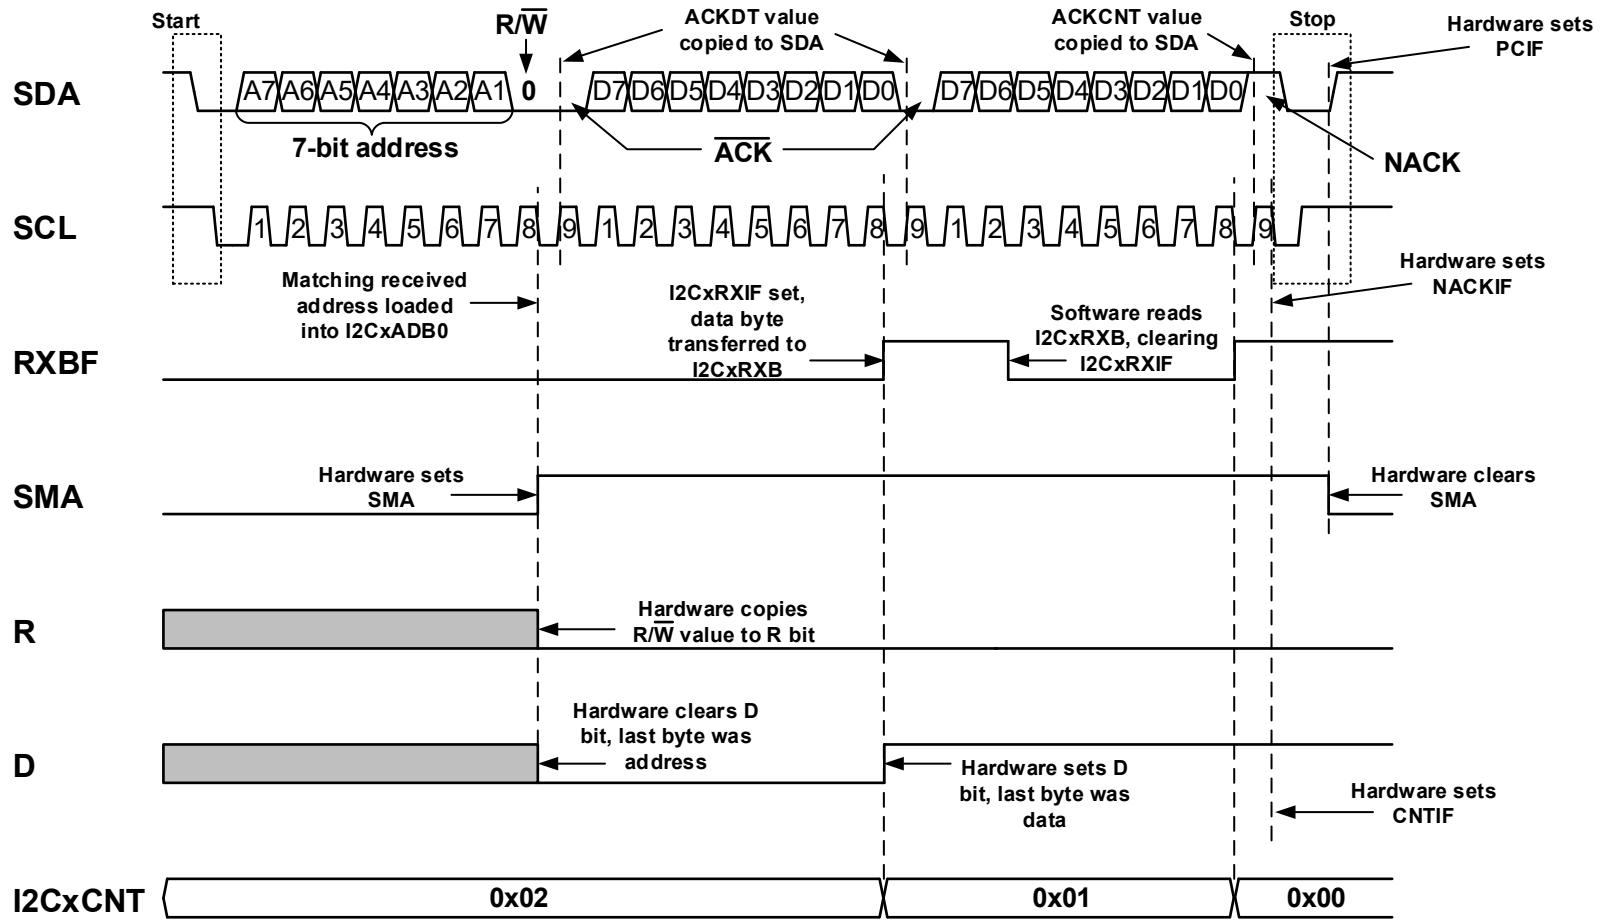 Start
R/W
ACKDT value
copied to SDA
ACKCNT value
copied to SDA
Stop
Hardware sets
PCIF
SDA
A7 A6 A5 A4 A3 A2 A1 0 D7 D6 D5 D4 D3 D2 D1 D0 D7 D6 D5 D4 D3 D2 D1 D0
7-bit address
ACK
NACK
SCL
1 2 3 4 5 6 7 8 9 1 2 3 4 5 6 7 8 9 1 2 3 4 5 6 7 8 9
Matching received
address loaded
into I2CxADB0
I2CxRXIF set,
data byte
transferred to
I2CxRXB
Software reads
I2CxRXB, clearing
I2CxRXIF
Hardware sets
NACKIF
RXBF
SMA
Hardware sets
SMA
Hardware clears
SMA
R
Hardware copies
R/W value to R bit
D
Hardware clears D
bit, last byte was
address
Hardware sets D
bit, last byte was
data
Hardware sets
CNTIF
I2CxCNT
0x02
0x01
0x00